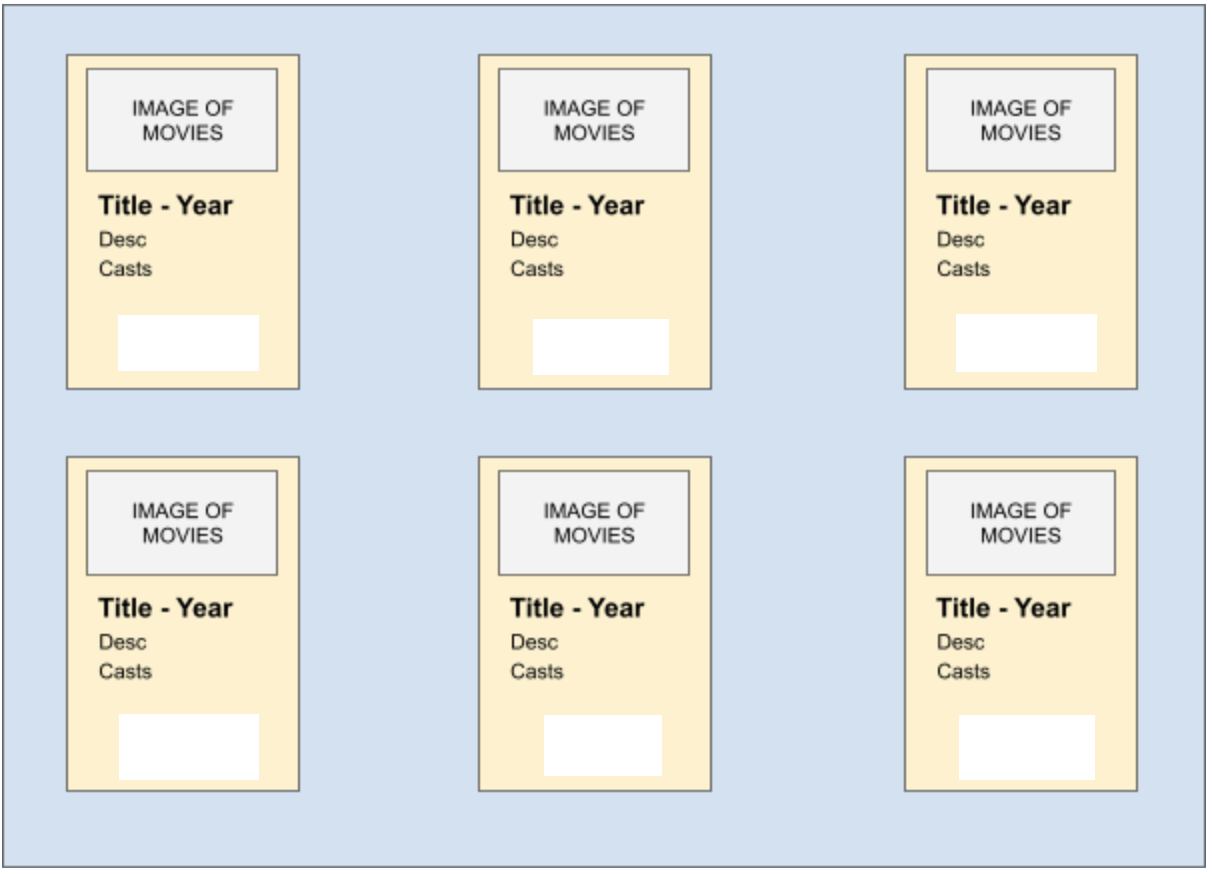 IMAGE OF
MOVIES
Title - Year
Desc
Casts
IMAGE OF
MOVIES
Title - Year
Desc
Casts
IMAGE OF
MOVIES
Title - Year
Desc
Casts
IMAGE OF
MOVIES
Title - Year
Desc
Casts
IMAGE OF
MOVIES
Title - Year
Desc
Casts
IMAGE OF
MOVIES
Title - Year
Desc
Casts